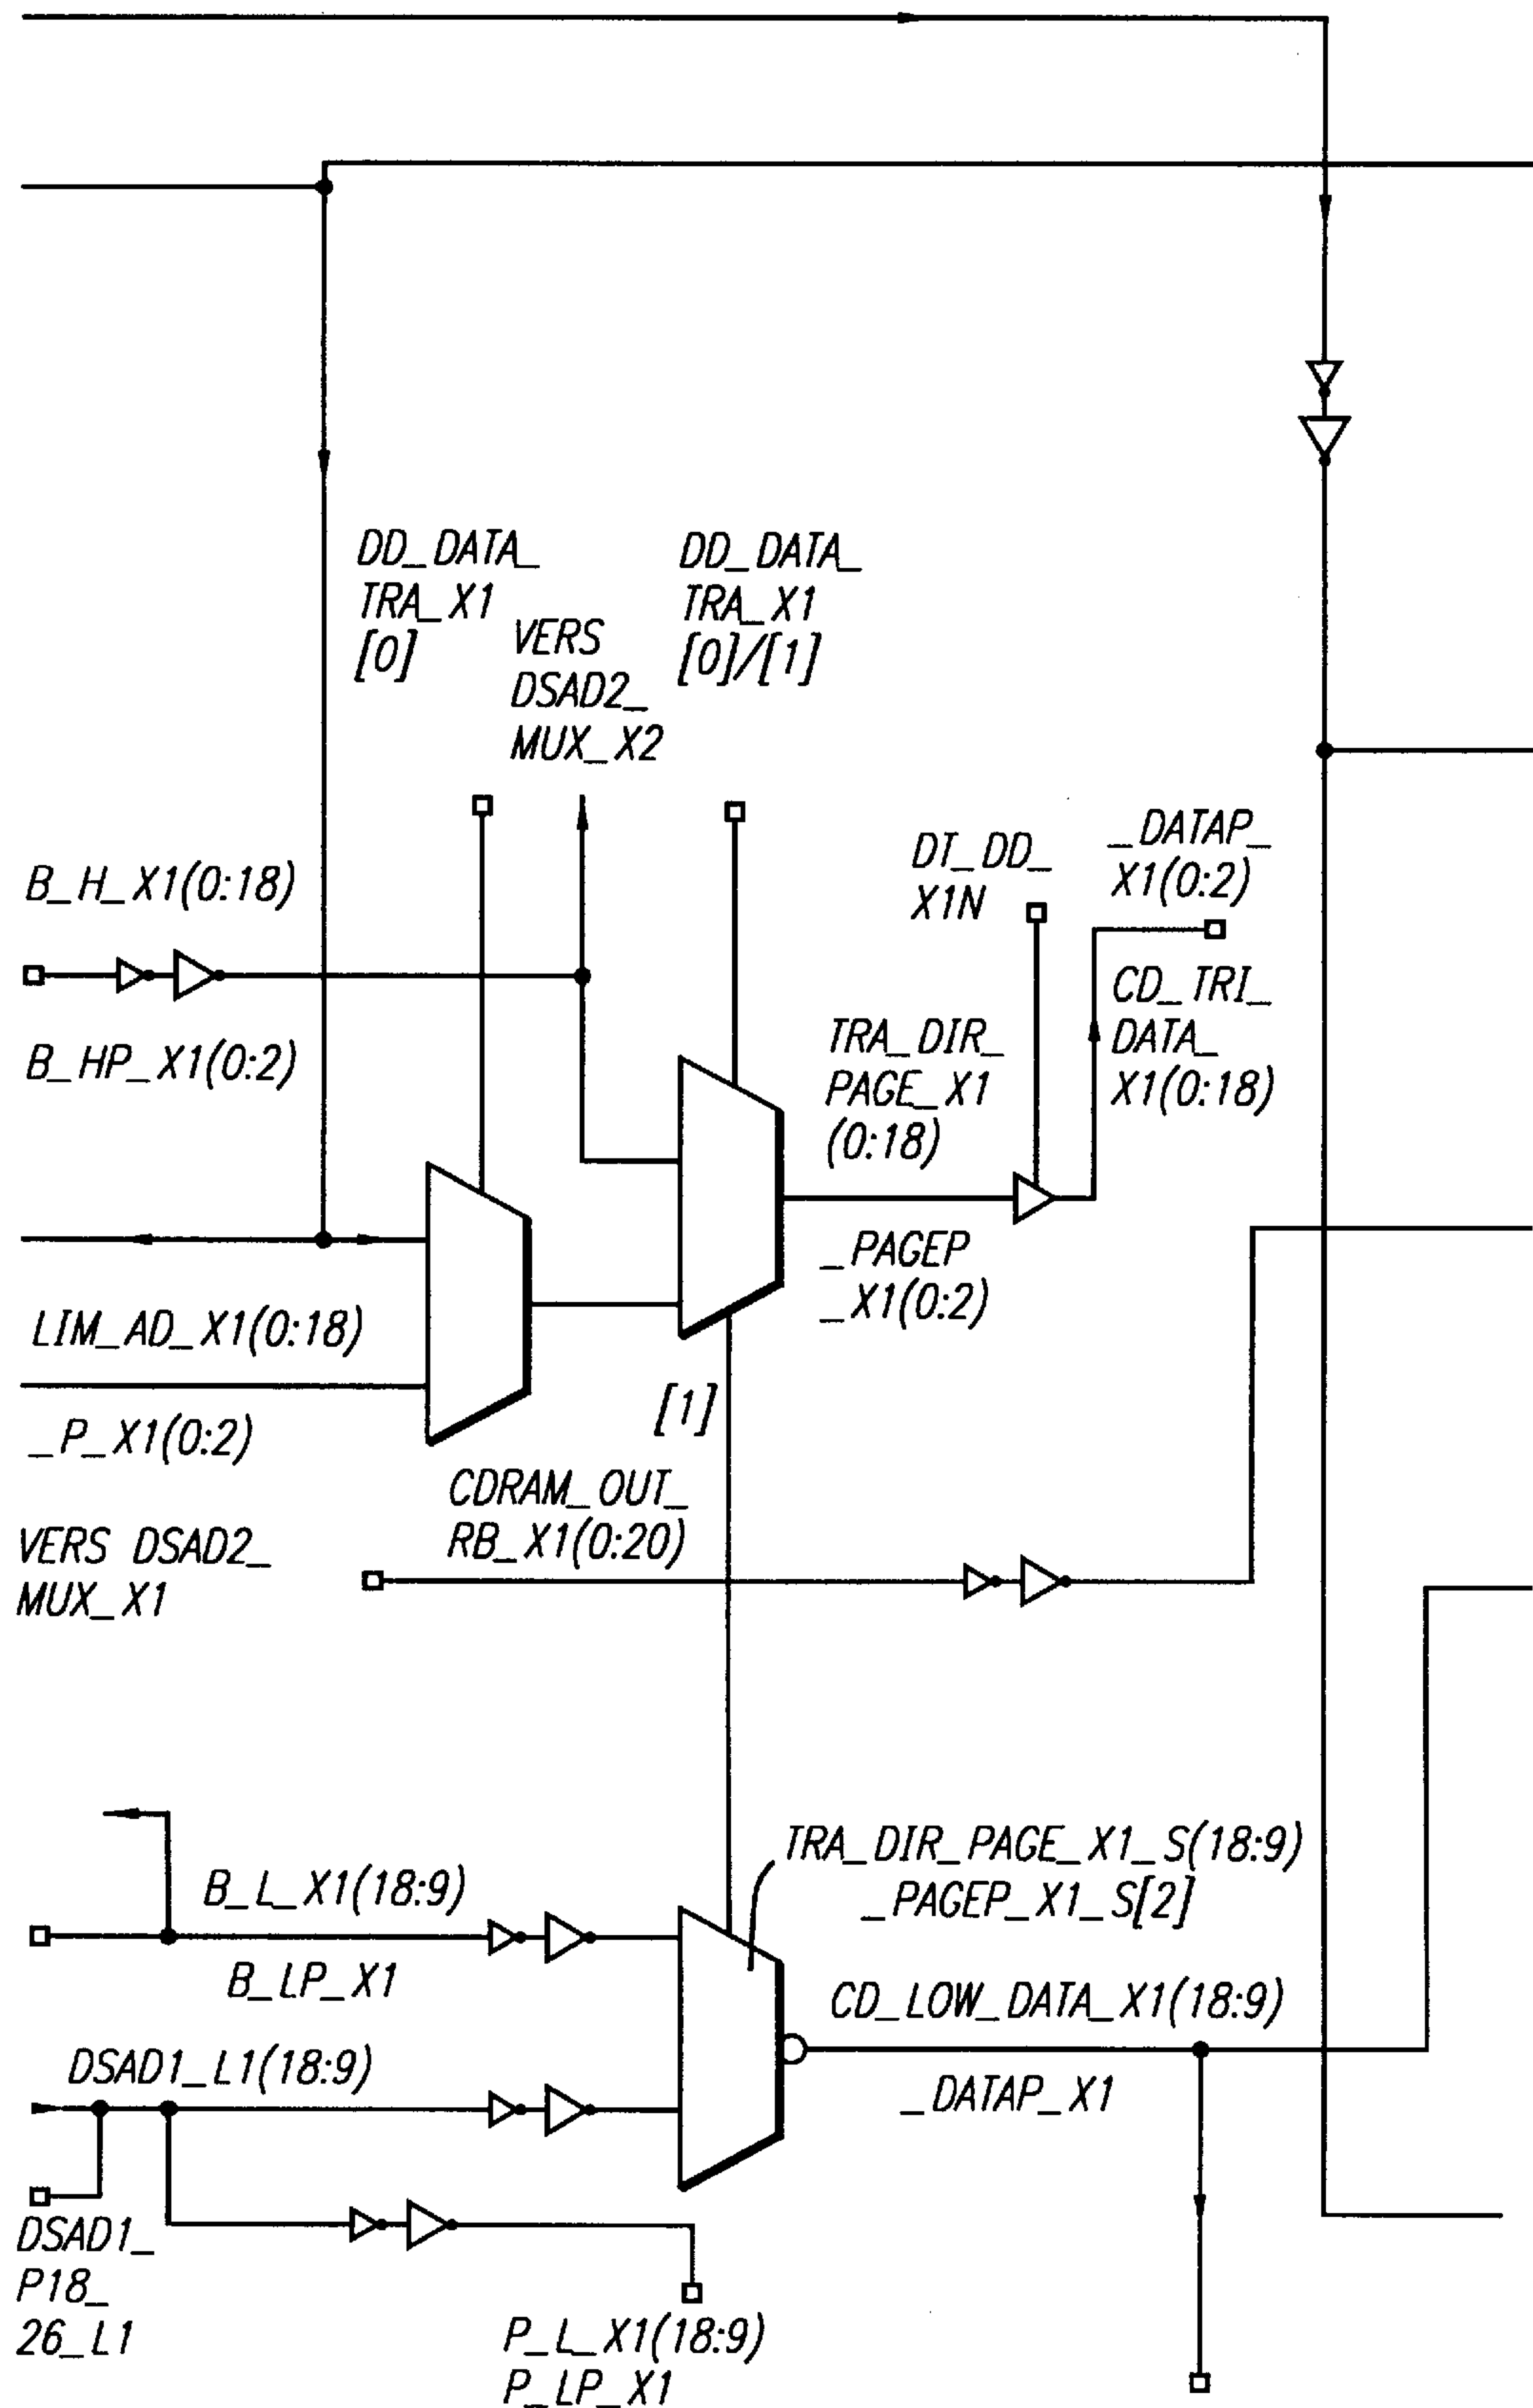 DD_DATA_
TRA_X1
[0]
VERS
DSAD2_
MUX_X2
DD_DATA_
TRA_X1
[0]/[1]
B_H_X1(0:18)
B_HP_X1(0:2)
DT_DD_
X1N
_DATAP_
X1(0:2)
CD_TRI_
DATA_
X1(0:18)
TRA_DIR_
PAGE_X1
(0:18)
_PAGEP
_X1(0:2)
LIM_AD_X1(0:18)
_P_X1(0:2)
[1]
CDRAM_OUT_
RB_X1(0:20)
VERS DSAD2_
MUX_X1
TRA_DIR_PAGE_X1_S(18:9)
_PAGEP_X1_S[2]
B_L_X1(18:9)
B_LP_X1
CD_LOW_DATA_X1(18:9)
_DATAP_X1
DSAD1_L1(18:9)
DSAD1_
P18_
26_L1
P_L_X1(18:9)
P_LP_X1